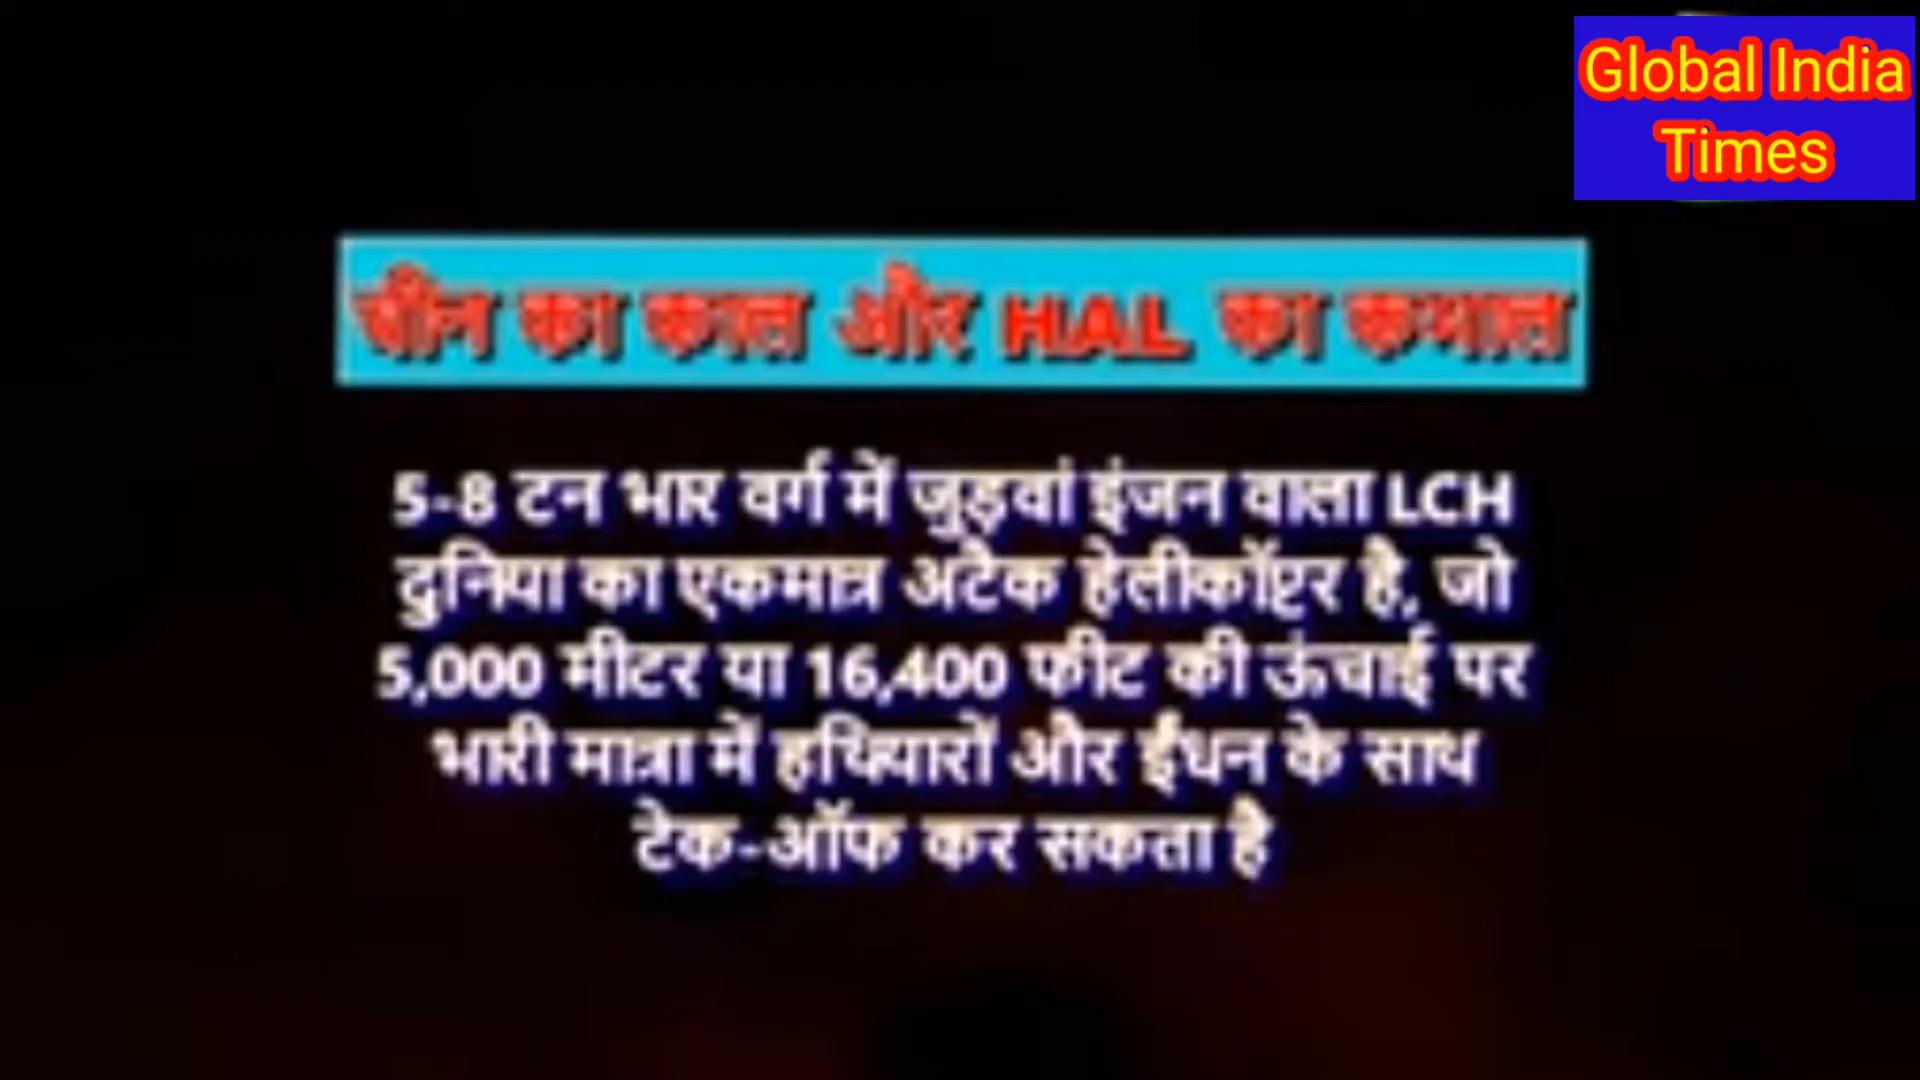 Global India
Times
चीन का काल और HAL का कमाल
5-8 टन भार वर्ग में जुड़वां इंजन वाला LCH
दुनिया का एकमात्र अटैक हेलीकॉप्टर है, जो
5,000 मीटर या 16,400 फीट की ऊंचाई पर
भारी मात्रा में हथियारों और ईंधन के साथ
टेक-ऑफ कर सकता है